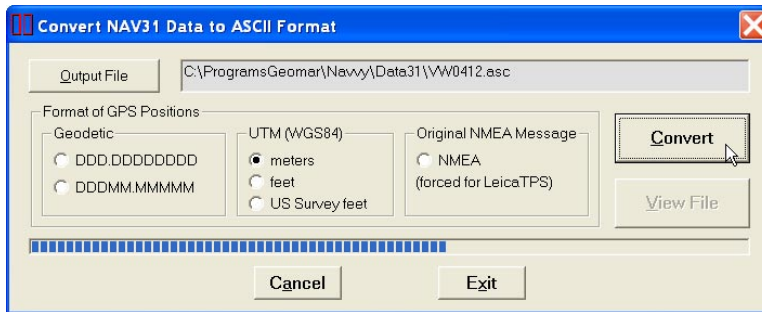 Convert NAV31 Data to ASCII Format
Output File
C:\ProgramsGeomar\Navvy\Data31\VW0412.asc
Format of GPS Positions
Geodetic
DDD.DDDDDDDD
DDDMM.MMMMM
UTM (WGS84)
meters
feet
US Survey feet
Original NMEA Message
NMEA
(forced for LeicaTPS)
Convert
View File
Cancel
Exit